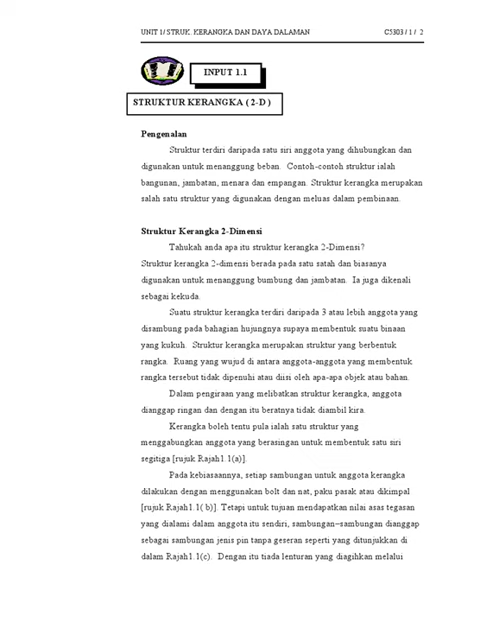 UNIT 1/ STRUK. KERANGKA DAN DAYA DALAMAN C5303 / 1 / 2
INPUT 1.1
STRUKTUR KERANGKA ( 2-D )
Pengenalan
Struktur terdiri daripada satu siri anggota yang dihubungkan dan
digunakan untuk menanggung beban. Contoh-contoh struktur ialah
bangunan, jambatan, menara dan empangan. Struktur kerangka merupakan
salah satu struktur yang digunakan dengan meluas dalam pembinaan.
Struktur Kerangka 2-Dimensi
Tahukah anda apa itu struktur kerangka 2-Dimensi?
Struktur kerangka 2-dimensi berada pada satu satah dan biasanya
digunakan untuk menanggung bumbung dan jambatan. Ia juga dikenali
sebagai kekuda.
Suatu struktur kerangka terdiri daripada 3 atau lebih anggota yang
disambung pada bahagian hujungnya supaya membentuk suatu binaan
yang kukuh. Struktur kerangka merupakan struktur yang berbentuk
rangka. Ruang yang wujud di antara anggota-anggota yang membentuk
rangka tersebut tidak dipenuhi atau diisi oleh apa-apa objek atau bahan.
Dalam pengiraan yang melibatkan struktur kerangka, anggota
dianggap ringan dan dengan itu beratnya tidak diambil kira.
Kerangka boleh tentu pula ialah satu struktur yang
menggabungkan anggota yang berasingan untuk membentuk satu siri
segitiga [rujuk Rajah1.1(a)].
Pada kebiasaannya, setiap sambungan untuk anggota kerangka
dilakukan dengan menggunakan bolt dan nat, paku pasak atau dikimpal
[rujuk Rajah1.1( b)]. Tetapi untuk tujuan mendapatkan nilai asas tegasan
yang dialami dalam anggota itu sendiri, sambungan–sambungan dianggap
sebagai sambungan jenis pin tanpa geseran seperti yang ditunjukkan di
dalam Rajah1.1(c). Dengan itu tiada lenturan yang diagihkan melalui